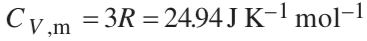 C_{V,m} = 3R = 24.94 J K^{−1} mol^{−1}